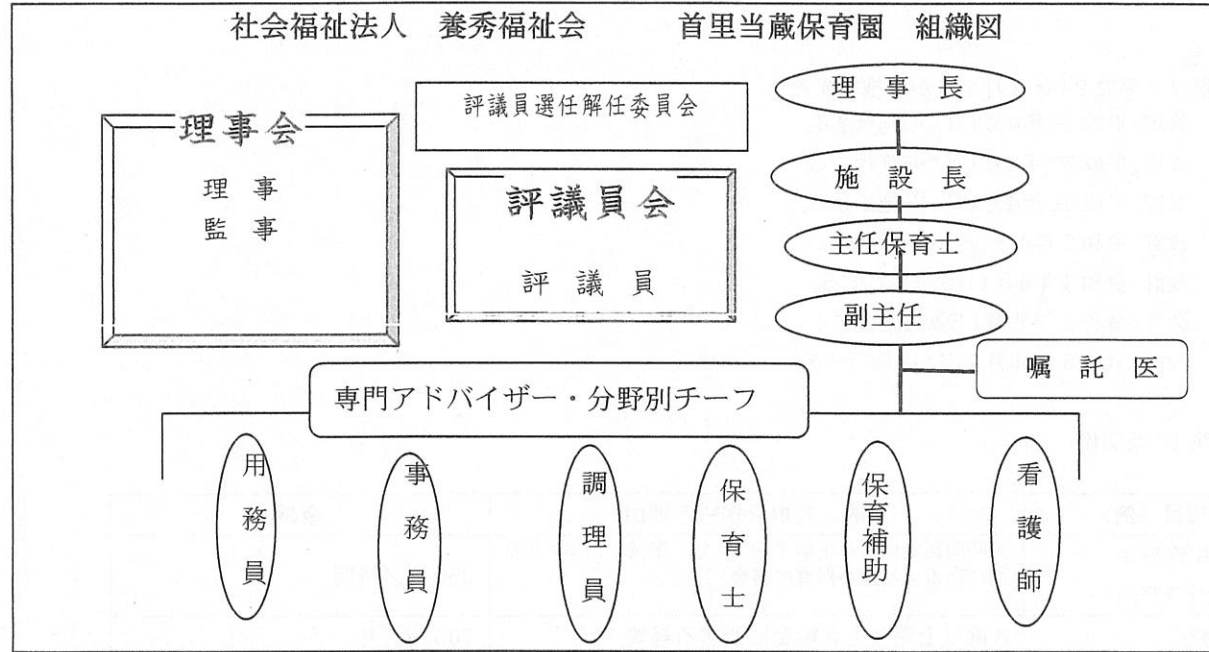 社会福祉法人　養秀福祉会　　　首里当蔵保育園　組織図
評議員選任解任委員会
理事会
理　事
監　事
評議員会
評　議　員
理　事　長
施　設　長
主任保育士
副主任
嘱　託　医
専門アドバイザー・分野別チーフ
用務員
事務員
調理員
保育士
保育補助
看護師